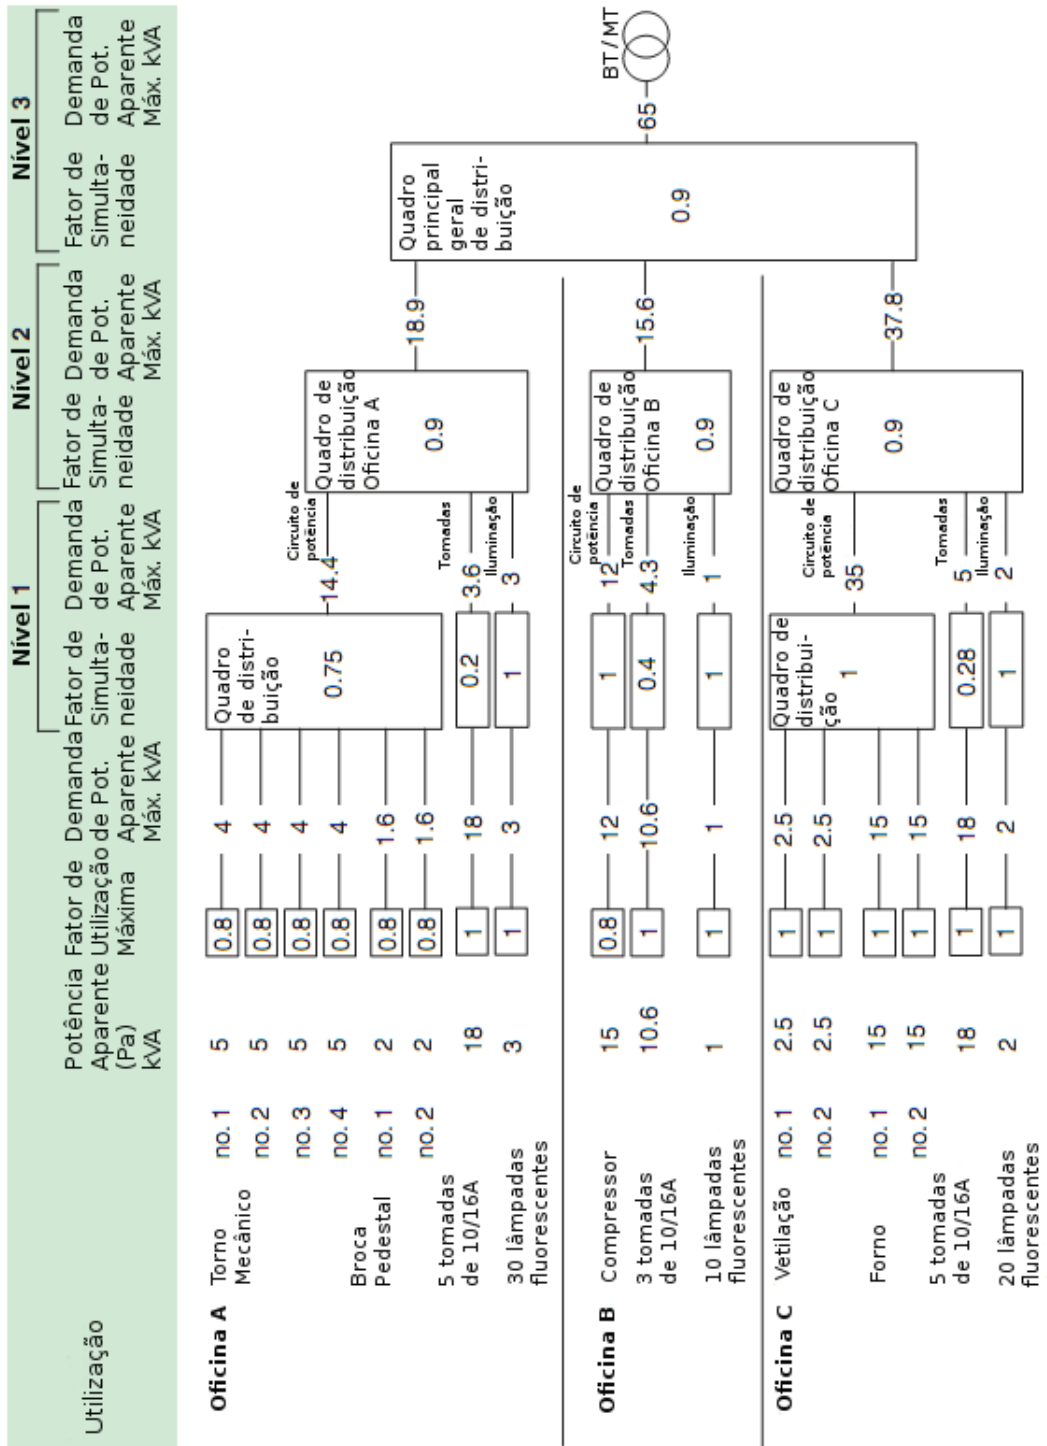 Nível 1
Nível 2
Nível 3
Utilização
Potência
Aparente
(Pa)
kVA
Fator de
Utilização
Máxima
Demanda
de Pot.
Aparente
Máx. kVA
Fator de
Simulta-
neidade
Demanda
de Pot.
Aparente
Máx. kVA
Fator de
Simulta-
neidade
Demanda
de Pot.
Aparente
Máx. kVA
Fator de
Simulta-
neidade
Demanda
de Pot.
Aparente
Máx. kVA
Oficina A
Torno
Mecânico
no. 1 5 0.8 4
no. 2 5 0.8 4
no. 3 5 0.8 4
no. 4 5 0.8 4
Broca
Pedestal
no. 1 2 0.8 1.6
no. 2 2 0.8 1.6
Quadro
de distri-
buição
0.75
14.4
Circuito de
potência
5 tomadas
de 10/16A
18 1 18 0.2 3.6
Tomadas
30 lâmpadas
fluorescentes
3 1 3 1 3
Iluminação
Quadro de
distribuição
Oficina A
0.9
18.9
Oficina B
Compressor
15 0.8 12 1 12
Circuito de
potência
3 tomadas
de 10/16A
10.6 1 10.6 0.4 4.3
Tomadas
10 lâmpadas
fluorescentes
1 1 1 1 1
Iluminação
Quadro de
distribuição
Oficina B
0.9
15.6
Oficina C
Vetilação
no. 1 2.5 1 2.5
no. 2 2.5 1 2.5
Forno
no. 1 15 1 15
no. 2 15 1 15
Quadro de
distribui-
ção
1
35
Circuito de
potência
5 tomadas
de 10/16A
18 1 18 0.28 5
Tomadas
20 lâmpadas
fluorescentes
2 1 2 1 2
Iluminação
Quadro de
distribuição
Oficina C
0.9
37.8
Quadro
principal
geral
de distri-
buição
0.9
65
BT/MT